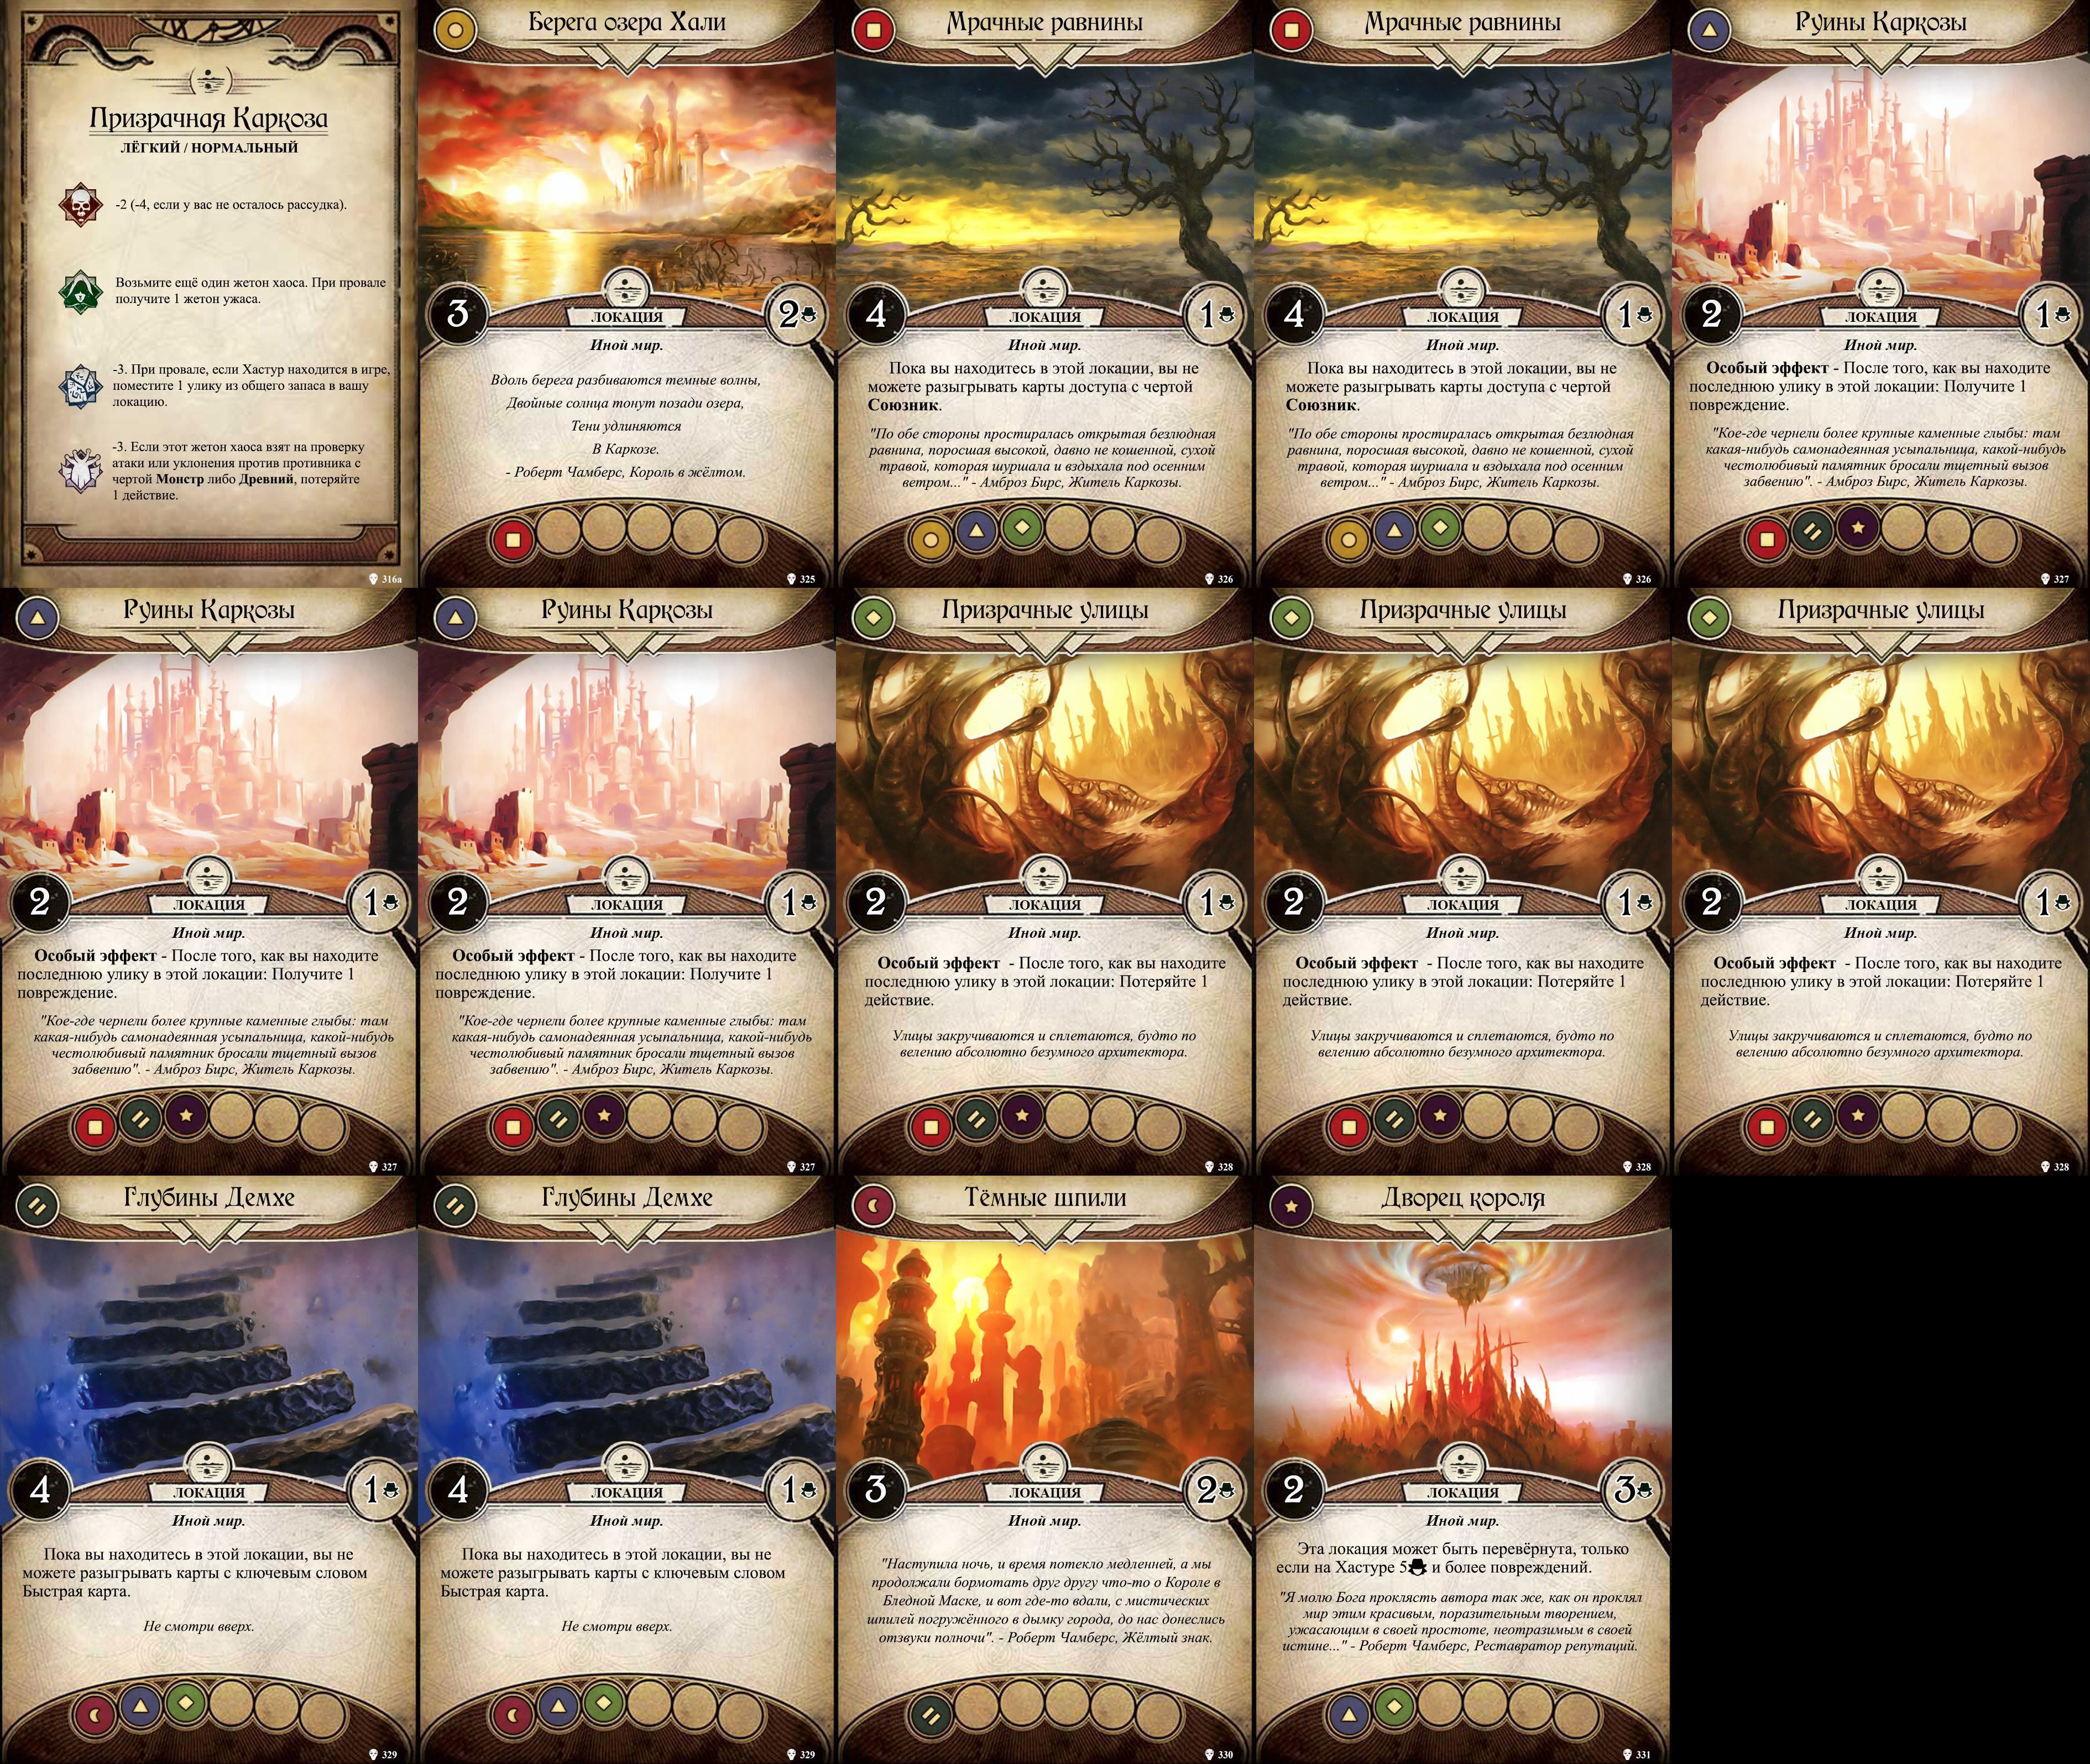 Призрачная Каркоза
ЛЁГКИЙ / НОРМАЛЬНЫЙ
-2 (-4, если у вас не осталось рассудка).
Возьмите ещё один жетон хаоса. При провале
получите 1 жетон ужаса.
-3. При провале, если Хастур находится в игре,
поместите 1 улику из общего запаса в вашу
локацию.
-3. Если этот жетон хаоса взят на проверку
атаки или уклонения против противника с
чертой Монстр либо Древний, потеряйте
1 действие.
316a
Берега озера Хали
3
2
ЛОКАЦИЯ
Иной мир.
Вдоль берега разбиваются темные волны,
Двойные солнца тонут позади озера,
Тени удлиняются
В Каркозе.
- Роберт Чамберс, Король в жёлтом.
325
Мрачные равнины
4
1
ЛОКАЦИЯ
Иной мир.
Пока вы находитесь в этой локации, вы не
можете разыгрывать карты доступа с чертой
Союзник.
"По обе стороны простиралась открытая безлюдная
равнина, поросшая высокой, давно не кошенной, сухой
травой, которая шуршала и вздыхала под осенним
ветром..." - Амброз Бирс, Житель Каркозы.
326
Мрачные равнины
4
1
ЛОКАЦИЯ
Иной мир.
Пока вы находитесь в этой локации, вы не
можете разыгрывать карты доступа с чертой
Союзник.
"По обе стороны простиралась открытая безлюдная
равнина, поросшая высокой, давно не кошенной, сухой
травой, которая шуршала и вздыхала под осенним
ветром..." - Амброз Бирс, Житель Каркозы.
326
Руины Каркозы
2
1
ЛОКАЦИЯ
Иной мир.
Особый эффект - После того, как вы находите
последнюю улику в этой локации: Получите 1
повреждение.
"Кое-где чернели более крупные каменные глыбы: там
какая-нибудь самонадеянная усыпальница, какой-нибудь
честолюбивый памятник бросали тщетный вызов
забвению". - Амброз Бирс, Житель Каркозы.
327
Руины Каркозы
2
1
ЛОКАЦИЯ
Иной мир.
Особый эффект - После того, как вы находите
последнюю улику в этой локации: Получите 1
повреждение.
"Кое-где чернели более крупные каменные глыбы: там
какая-нибудь самонадеянная усыпальница, какой-нибудь
честолюбивый памятник бросали тщетный вызов
забвению". - Амброз Бирс, Житель Каркозы.
327
Руины Каркозы
2
1
ЛОКАЦИЯ
Иной мир.
Особый эффект - После того, как вы находите
последнюю улику в этой локации: Получите 1
повреждение.
"Кое-где чернели более крупные каменные глыбы: там
какая-нибудь самонадеянная усыпальница, какой-нибудь
честолюбивый памятник бросали тщетный вызов
забвению". - Амброз Бирс, Житель Каркозы.
327
Призрачные улицы
2
1
ЛОКАЦИЯ
Иной мир.
Особый эффект - После того, как вы находите
последнюю улику в этой локации: Потеряйте 1
действие.
Улицы закручиваются и сплетаются, будто по
велению абсолютно безумного архитектора.
328
Призрачные улицы
2
1
ЛОКАЦИЯ
Иной мир.
Особый эффект - После того, как вы находите
последнюю улику в этой локации: Потеряйте 1
действие.
Улицы закручиваются и сплетаются, будто по
велению абсолютно безумного архитектора.
328
Призрачные улицы
2
1
ЛОКАЦИЯ
Иной мир.
Особый эффект - После того, как вы находите
последнюю улику в этой локации: Потеряйте 1
действие.
Улицы закручиваются и сплетаются, будто по
велению абсолютно безумного архитектора.
328
Глубины Демхе
4
1
ЛОКАЦИЯ
Иной мир.
Пока вы находитесь в этой локации, вы не
можете разыгрывать карты с ключевым словом
Быстрая карта.
Не смотри вверх.
329
Глубины Демхе
4
1
ЛОКАЦИЯ
Иной мир.
Пока вы находитесь в этой локации, вы не
можете разыгрывать карты с ключевым словом
Быстрая карта.
Не смотри вверх.
329
Тёмные шпили
3
2
ЛОКАЦИЯ
Иной мир.
"Наступила ночь, и время потекло медленней, а мы
продолжали бормотать друг другу что-то о Короле в
Бледной Маске, и вот где-то вдали, с мистических
шпилей погружённого в дымку города, до нас донеслись
отзвуки полночи". - Роберт Чамберс, Жёлтый знак.
330
Дворец короля
2
3
ЛОКАЦИЯ
Иной мир.
Эта локация может быть перевёрнута, только
если на Хастуре 5 и более повреждений.
"Я молю Бога проклясть автора так же, как он проклял
мир этим красивым, поразительным творением,
ужасающим в своей простоте, неотразимым в своей
истине..." - Роберт Чамберс, Реставратор репутаций.
331